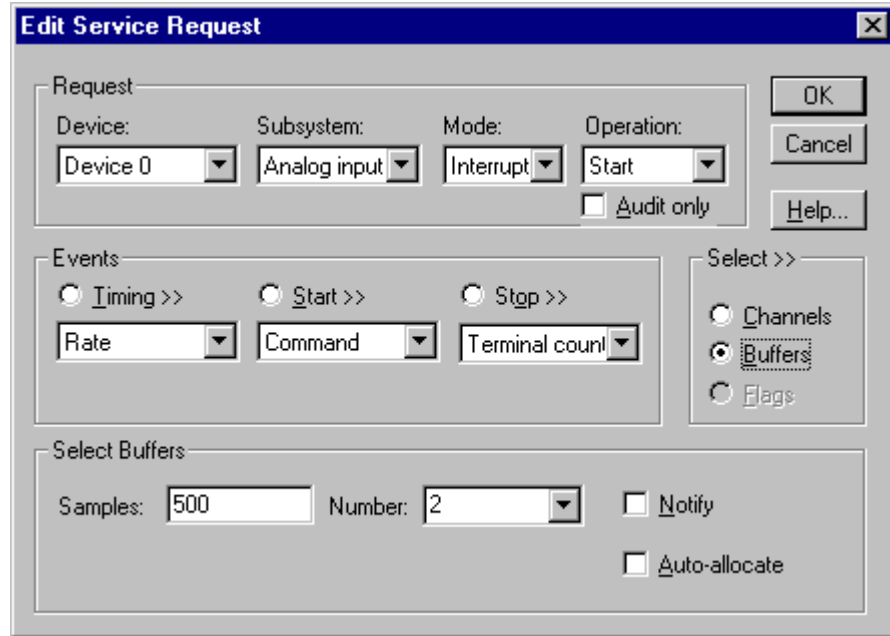 Edit Service Request
Request
OK
Device: Subsystem: Mode: Operation:
Cancel
Device 0 Analog input Interrupt Start
Audit only
Help...
Events
Select >>
Timing >> Start >> Stop >>
Channels
Rate Command Terminal count
Buffers
Flags
Select Buffers
Samples: 500 Number: 2 Notify
Auto-allocate